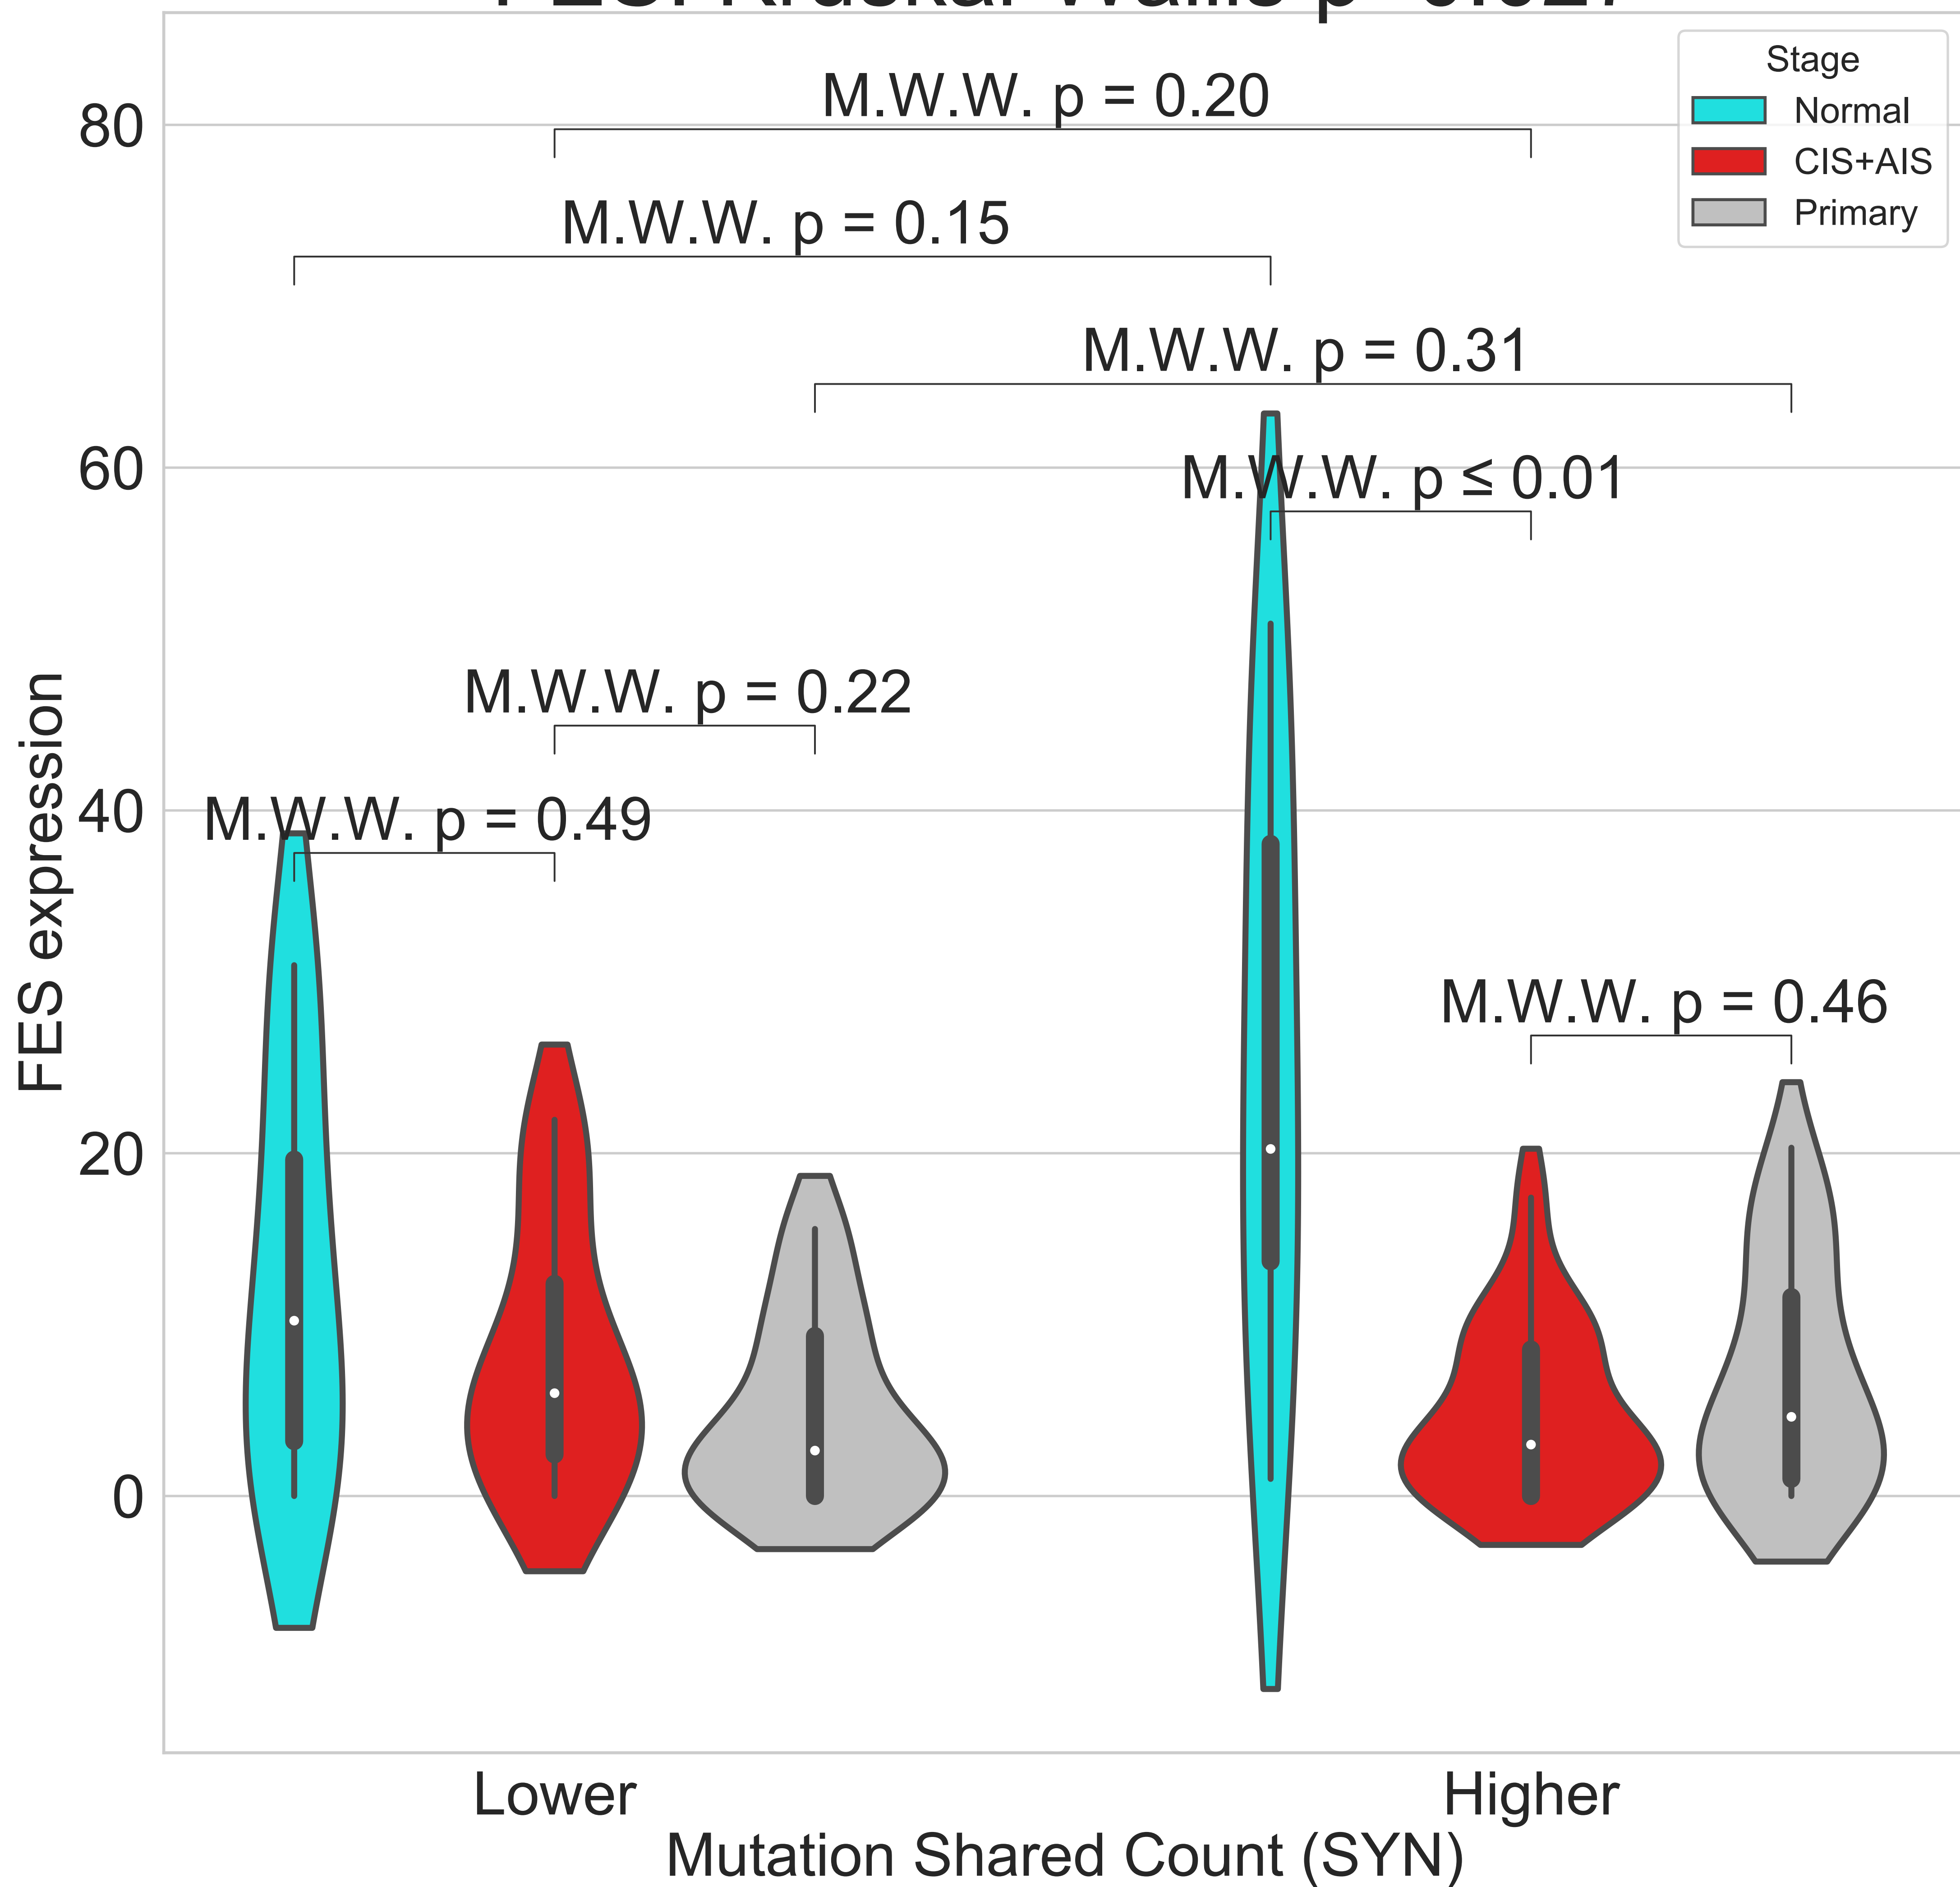 Stage
Normal
CIS+AIS
Primary
M.W.W. p = 0.20
M.W.W. p = 0.15
M.W.W. p = 0.31
M.W.W. p ≤ 0.01
M.W.W. p = 0.22
M.W.W. p = 0.49
M.W.W. p = 0.46
80
60
40
20
0
FES expression
Lower
Higher
Mutation Shared Count (SYN)